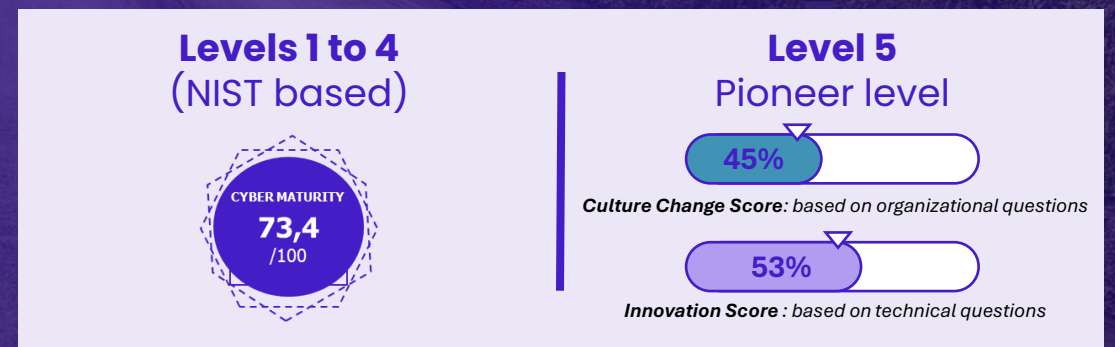 Levels 1 to 4
(NIST based)
CYBER MATURITY
73,4
/100
Level 5
Pioneer level
45%
Culture Change Score: based on organizational questions
53%
Innovation Score : based on technical questions